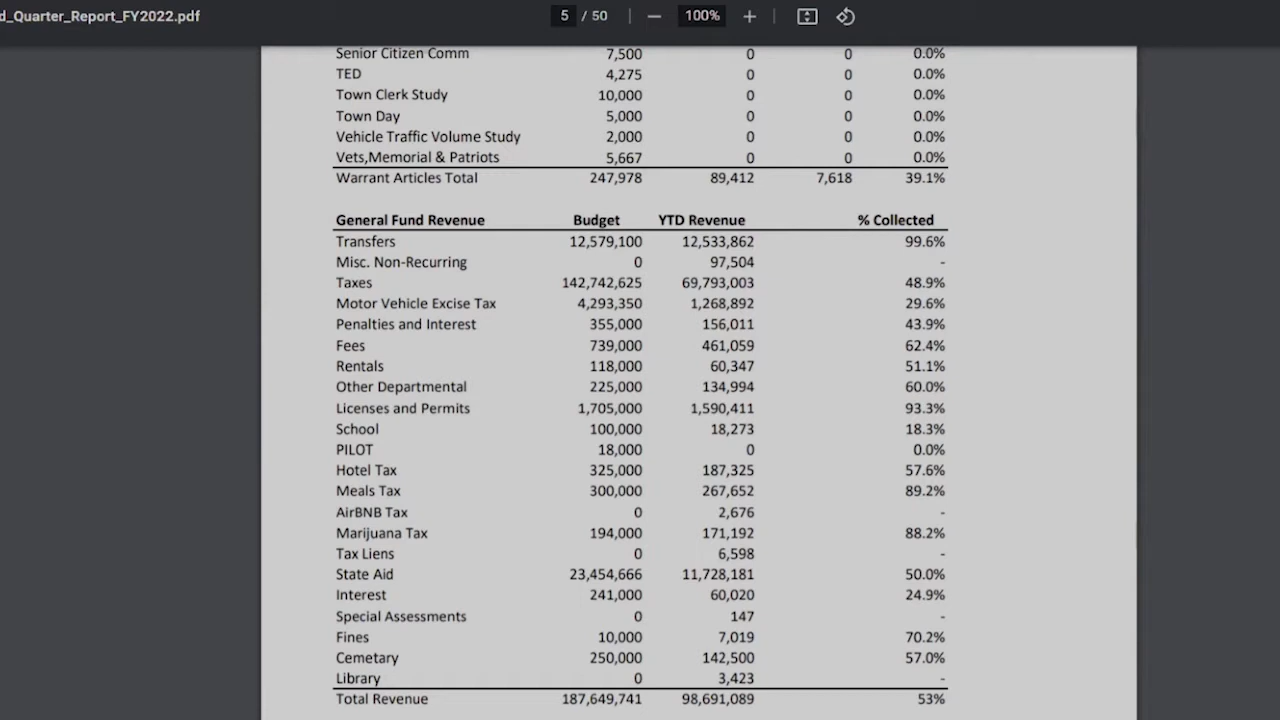 d_Quarter_Report_FY2022.pdf 5 / 50 — 100% +
Senior Citizen Comm 7,500 0 0 0.0%
TED 4,275 0 0 0.0%
Town Clerk Study 10,000 0 0 0.0%
Town Day 5,000 0 0 0.0%
Vehicle Traffic Volume Study 2,000 0 0 0.0%
Vets,Memorial & Patriots 5,667 0 0 0.0%
Warrant Articles Total 247,978 89,412 7,618 39.1%
General Fund Revenue Budget YTD Revenue % Collected
Transfers 12,579,100 12,533,862 99.6%
Misc. Non-Recurring 0 97,504 -
Taxes 142,742,625 69,793,003 48.9%
Motor Vehicle Excise Tax 4,293,350 1,268,892 29.6%
Penalties and Interest 355,000 156,011 43.9%
Fees 739,000 461,059 62.4%
Rentals 118,000 60,347 51.1%
Other Departmental 225,000 134,994 60.0%
Licenses and Permits 1,705,000 1,590,411 93.3%
School 100,000 18,273 18.3%
PILOT 18,000 0 0.0%
Hotel Tax 325,000 187,325 57.6%
Meals Tax 300,000 267,652 89.2%
AirBNB Tax 0 2,676 -
Marijuana Tax 194,000 171,192 88.2%
Tax Liens 0 6,598 -
State Aid 23,454,666 11,728,181 50.0%
Interest 241,000 60,020 24.9%
Special Assessments 0 147 -
Fines 10,000 7,019 70.2%
Cemetary 250,000 142,500 57.0%
Library 0 3,423 -
Total Revenue 187,649,741 98,691,089 53%